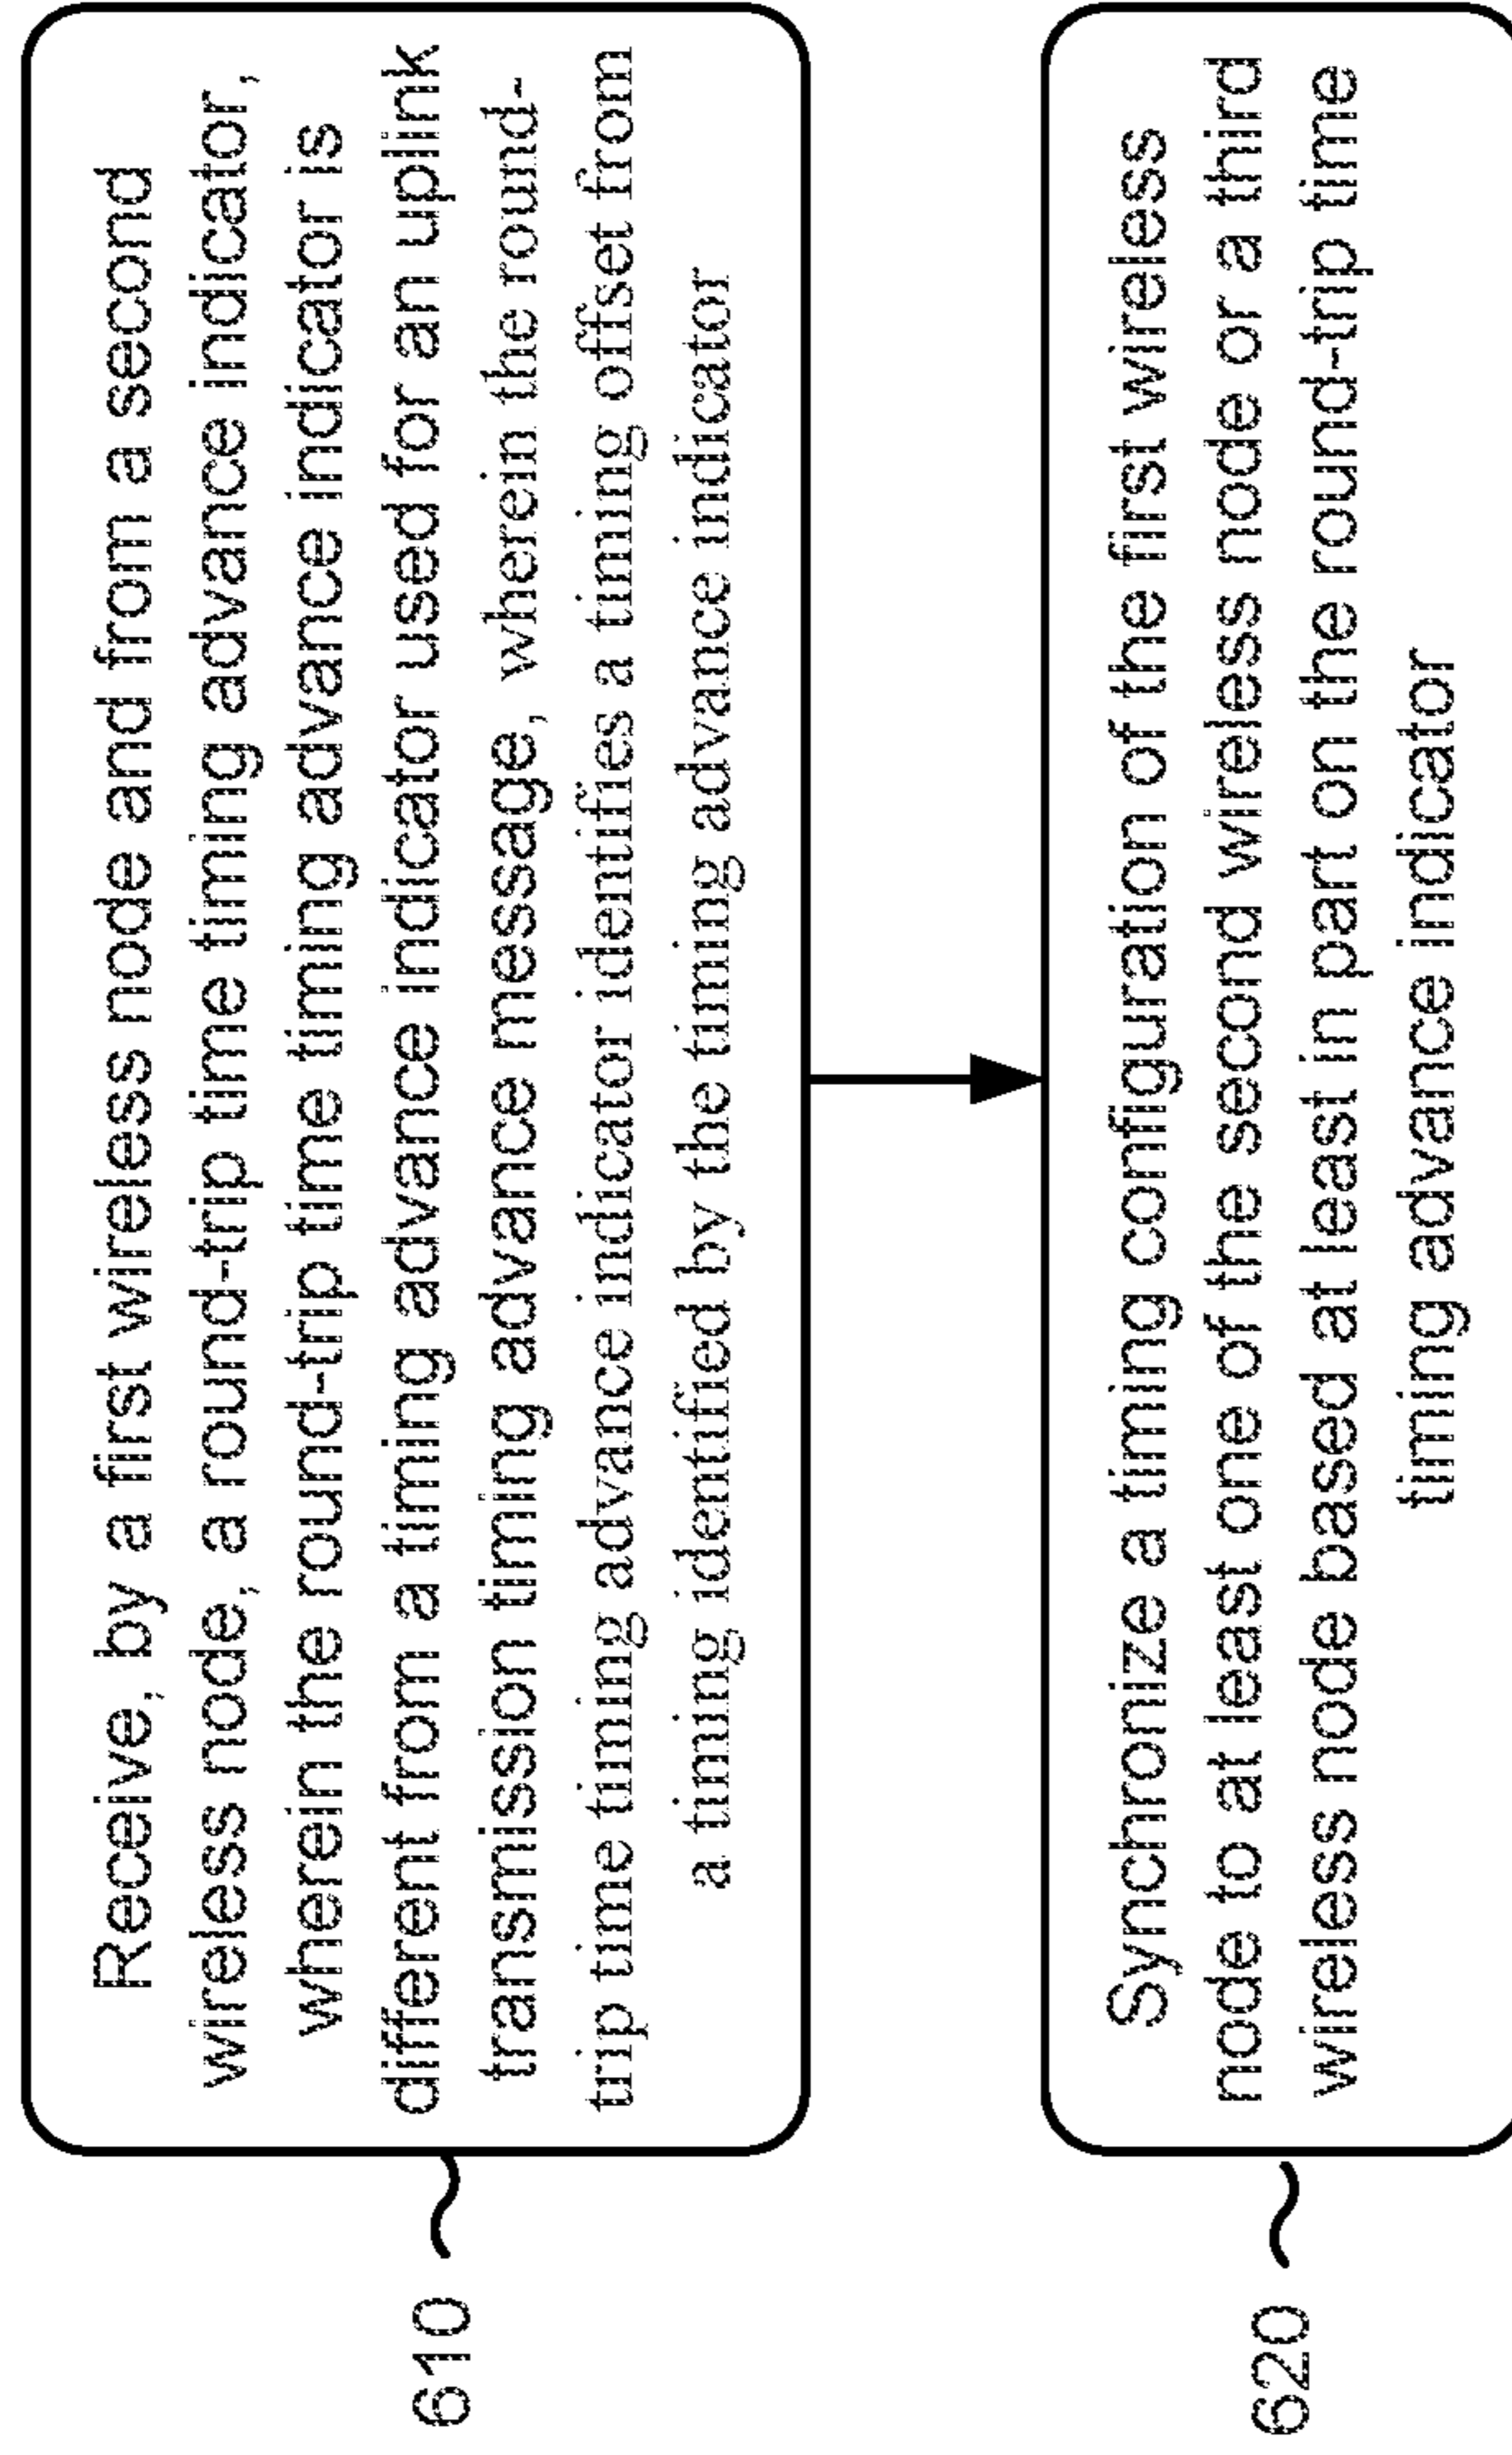 Receive, by a first wireless node and from a second
wireless node, a round-trip time timing advance indicator,
wherein the round-trip time timing advance indicator is
different from a timing advance indicator used for an uplink
transmission timing advance message, wherein the round-
trip time timing advance indicator identifies a timing offset from
a timing identified by the timing advance indicator
610
Synchronize a timing configuration of the first wireless
node to at least one of the second wireless node or a third
wireless node based at least in part on the round-trip time
timing advance indicator
620